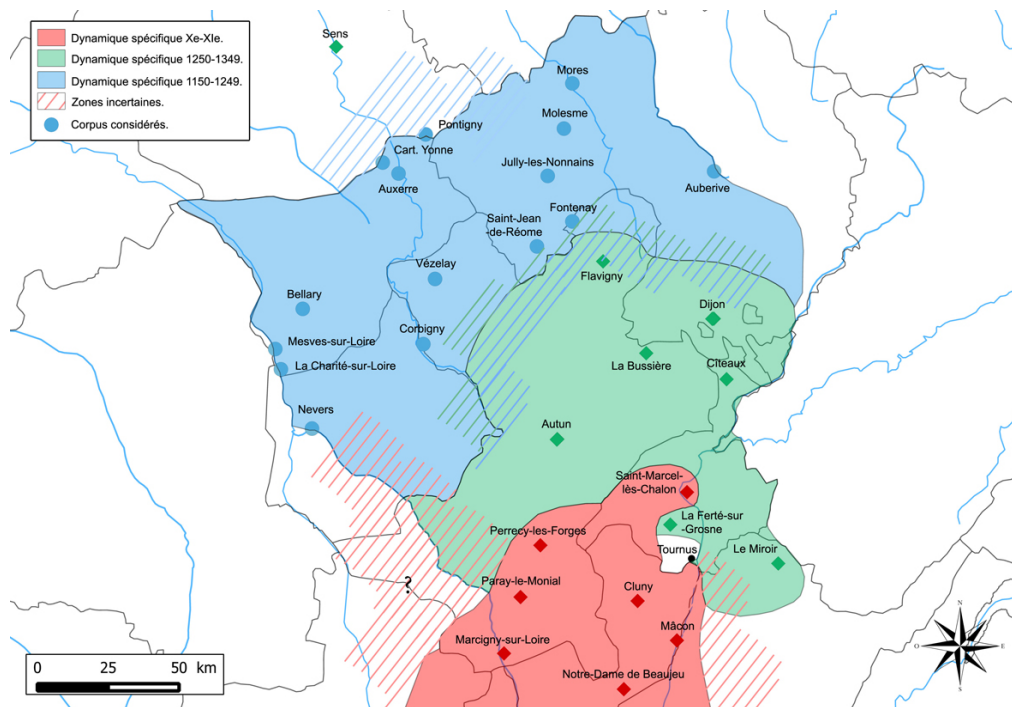 Dynamique spécifique Xe-XIe.
Dynamique spécifique 1250-1349.
Dynamique spécifique 1150-1249.
Zones incertaines.
Corpus considérés.
Sens
Mores
Molesme
Pontigny
Cart. Yonne
Jully-les-Nonnains
Auxerre
Auberive
Fontenay
Saint-Jean
-de-Réome
Vézelay
Flavigny
Bellary
Dijon
Corbigny
Mesves-sur-Loire
La Charité-sur-Loire
La Bussière
Cîteaux
Nevers
Autun
Saint-Marcel-
lès-Chalon
La Ferté-sur
-Grosne
Perrecy-les-Forges
Tournus
Le Miroir
?
Paray-le-Monial
Cluny
Mâcon
Marcigny-sur-Loire
Notre-Dame de Beaujeu
0 25 50 km
N
O E
S